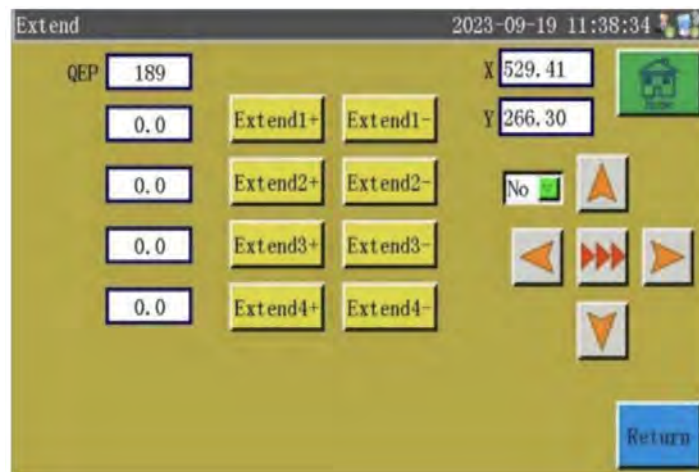 Extend 2023-09-19 11:38:34
QEP 189 X 529.41
0.0 Extend1+ Extend1- Y 266.30
0.0 Extend2+ Extend2- No
0.0 Extend3+ Extend3-
0.0 Extend4+ Extend4-
Return